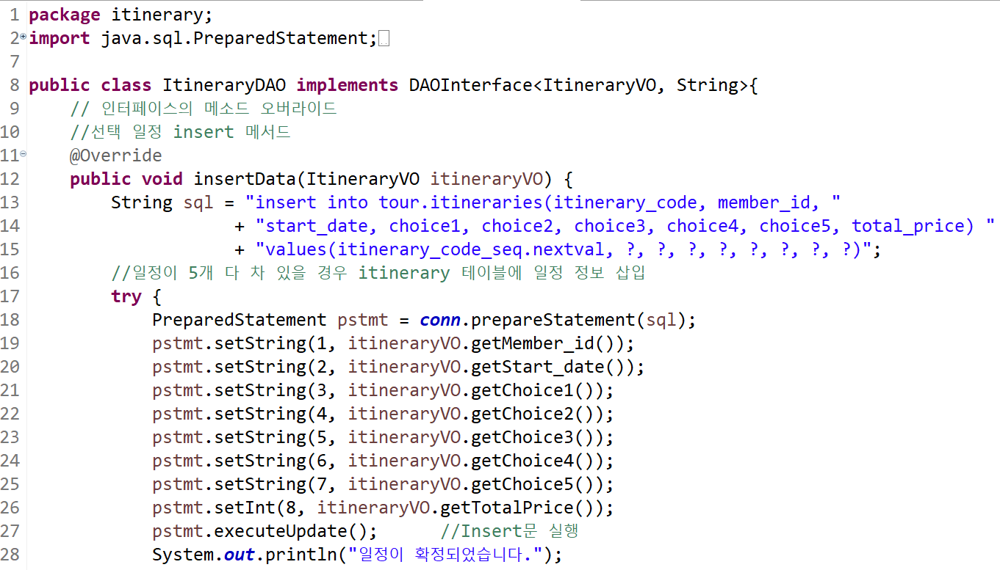 1 package itinerary;
2 import java.sql.PreparedStatement;
7
8 public class ItineraryDAO implements DAOInterface<ItineraryVO, String>{
9 // 인터페이스의 메소드 오버라이드
10 //선택 일정 insert 메서드
11 @Override
12 public void insertData(ItineraryVO itineraryVO) {
13 String sql = "insert into tour.itineraries(itinerary_code, member_id, "
14 + "start_date, choice1, choice2, choice3, choice4, choice5, total_price) "
15 + "values(itinerary_code_seq.nextval, ?, ?, ?, ?, ?, ?, ?, ?)";
16 //일정이 5개 다 차 있을 경우 itinerary 테이블에 일정 정보 삽입
17 try {
18 PreparedStatement pstmt = conn.prepareStatement(sql);
19 pstmt.setString(1, itineraryVO.getMember_id());
20 pstmt.setString(2, itineraryVO.getStart_date());
21 pstmt.setString(3, itineraryVO.getChoice1());
22 pstmt.setString(4, itineraryVO.getChoice2());
23 pstmt.setString(5, itineraryVO.getChoice3());
24 pstmt.setString(6, itineraryVO.getChoice4());
25 pstmt.setString(7, itineraryVO.getChoice5());
26 pstmt.setInt(8, itineraryVO.getTotalPrice());
27 pstmt.executeUpdate(); //Insert문 실행
28 System.out.println("일정이 확정되었습니다.");